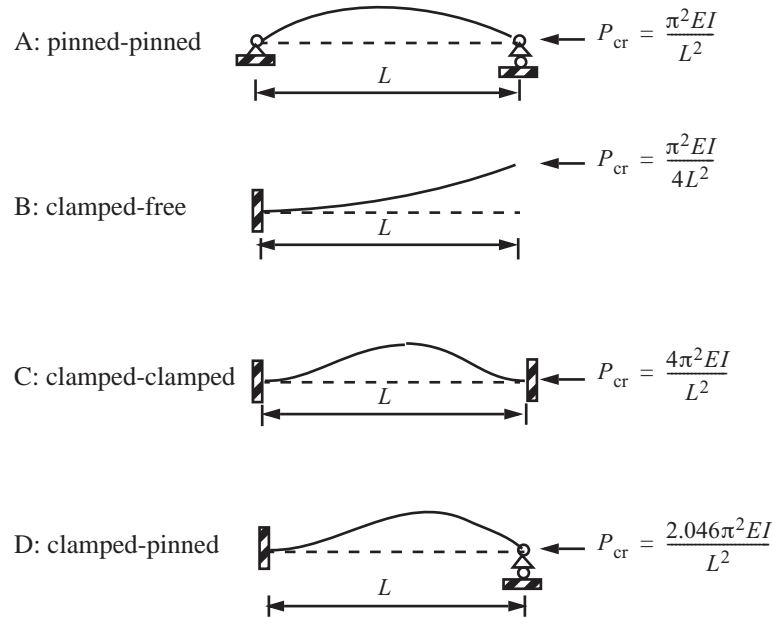 A: pinned-pinned
P_cr = π²EI / L²
L
B: clamped-free
P_cr = π²EI / 4L²
L
C: clamped-clamped
P_cr = 4π²EI / L²
L
D: clamped-pinned
P_cr = 2.046π²EI / L²
L